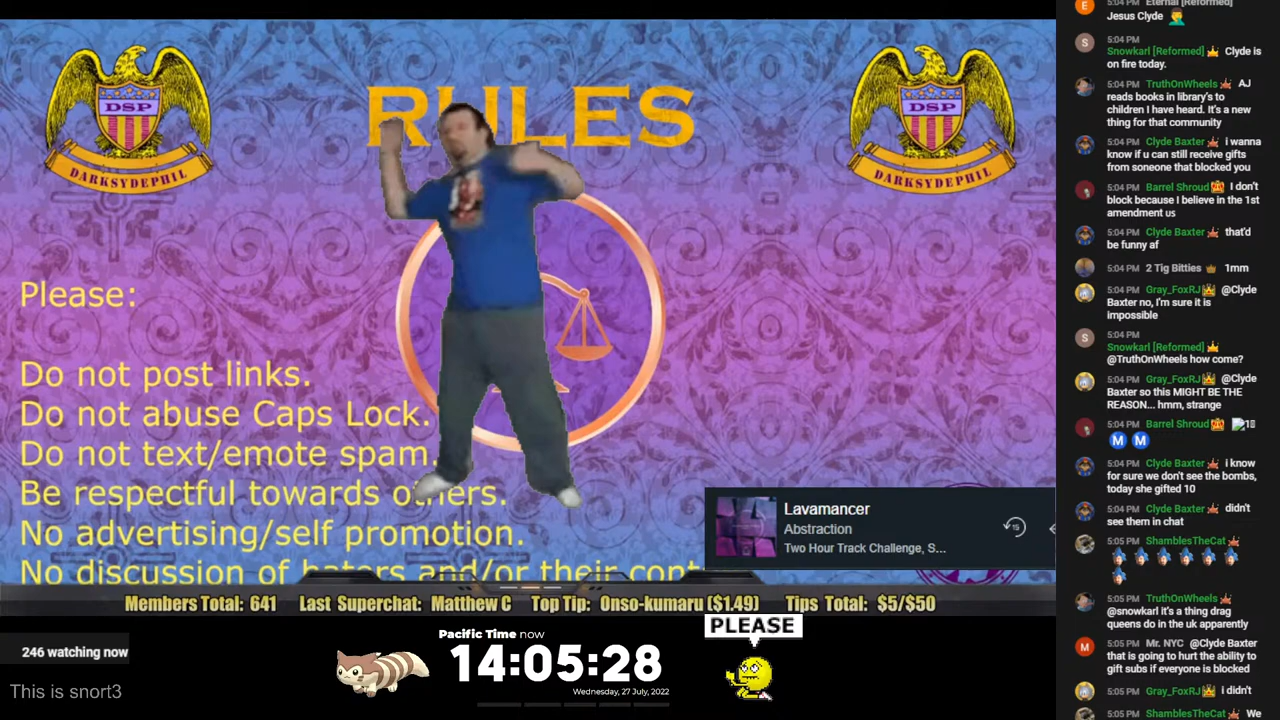 RULES
DSP
DARKSYDEPHIL
DSP
DARKSYDEPHIL
Please:
Do not post links.
Do not abuse Caps Lock.
Do not text/emote spam.
Be respectful towards others.
No advertising/self promotion.
No discussion of haters and/or their cont
Lavamancer
Abstraction
Two Hour Track Challenge, S...
15
Members Total: 641 Last Superchat: Matthew C Top Tip: Onso-kumaru ($1.49) Tips Total: $5/$50
246 watching now
This is snort3
Pacific Time now
14:05:28
Wednesday, 27 July, 2022
PLEASE
E 5:04 PM Eternal [Reformed]
Jesus Clyde
S 5:04 PM
Snowkarl [Reformed] Clyde is
on fire today.
5:04 PM TruthOnWheels AJ
reads books in library's to
children I have heard. It's a new
thing for that community
5:04 PM Clyde Baxter i wanna
know if u can still receive gifts
from soneone that blocked you
5:04 PM Barrel Shroud I don't
block because I believe in the 1st
amendment us
5:04 PM Clyde Baxter that'd
be funny af
5:04 PM 2 Tig Bitties 1mm
5:04 PM Gray_FoxRJ @Clyde
Baxter no, I'm sure it is
impossible
S 5:04 PM
Snowkarl [Reformed]
@TruthOnWheels how come?
5:04 PM Gray_FoxRJ @Clyde
Baxter so this MIGHT BE THE
REASON... hmm, strange
5:04 PM Barrel Shroud
M M
5:04 PM Clyde Baxter i know
for sure we don't see the bombs,
today she gifted 10
5:04 PM Clyde Baxter didn't
see them in chat
5:05 PM ShamblesTheCat
5:05 PM TruthOnWheels
@snowkarl it's a thing drag
queens do in the uk apparently
M 5:05 PM Mr. NYC @Clyde Baxter
that is going to hurt the ability to
gift subs if everyone is blocked
5:05 PM Gray_FoxRJ i didn't
5:05 PM ShamblesTheCat We